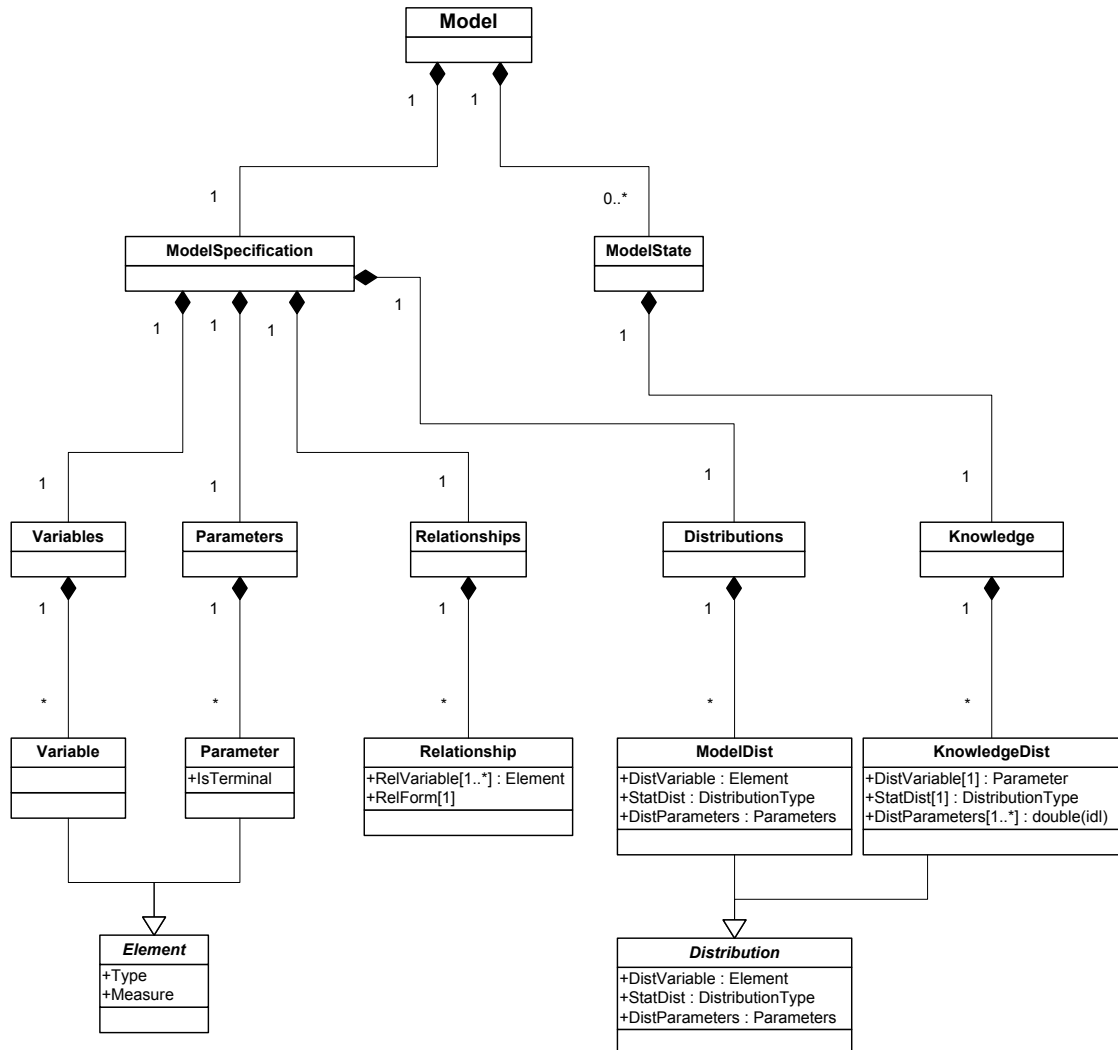 Model
1
1
1
0..*
ModelSpecification
ModelState
1
1
1
1
1
1
1
1
1
1
Variables
Parameters
Relationships
Distributions
Knowledge
1
1
1
1
1
*
*
*
*
*
Variable
Parameter
+IsTerminal
Relationship
+RelVariable[1..*] : Element
+RelForm[1]
ModelDist
+DistVariable : Element
+StatDist : DistributionType
+DistParameters : Parameters
KnowledgeDist
+DistVariable[1] : Parameter
+StatDist[1] : DistributionType
+DistParameters[1..*] : double(idl)
Element
+Type
+Measure
Distribution
+DistVariable : Element
+StatDist : DistributionType
+DistParameters : Parameters